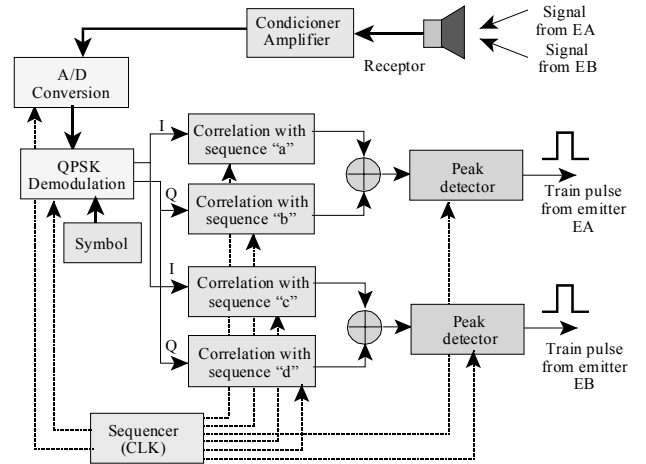 Condicioner
Amplifier
Signal
from EA
Signal
from EB
Receptor
A/D
Conversion
I
Correlation with
sequence "a"
QPSK
Demodulation
Peak
detector
Train pulse
from emitter
EA
Q
Correlation with
sequence "b"
Symbol
I
Correlation with
sequence "c"
Peak
detector
Train pulse
from emitter
EB
Q
Correlation with
sequence "d"
Sequencer
(CLK)